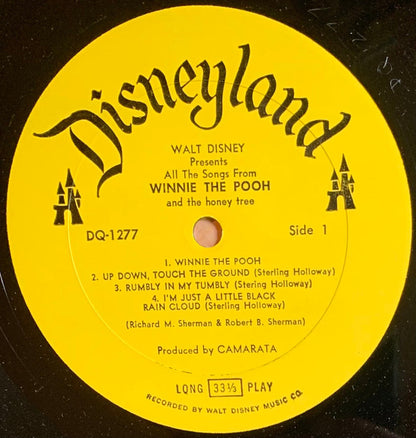 Disneyland
WALT DISNEY
Presents
All The Songs From
WINNIE THE POOH
and the honey tree
DQ-1277
Side 1
1. WINNIE THE POOH
2. UP DOWN, TOUCH THE GROUND (Sterling Holloway)
3. RUMBLY IN MY TUMBLY (Stering Holloway)
4. I'M JUST A LITTLE BLACK
RAIN CLOUD (Sterling Holloway)
(Richard M. Sherman & Robert B. Sherman)
Produced by CAMARATA
LONG 33⅓ PLAY
RECORDED BY WALT DISNEY MUSIC CO.